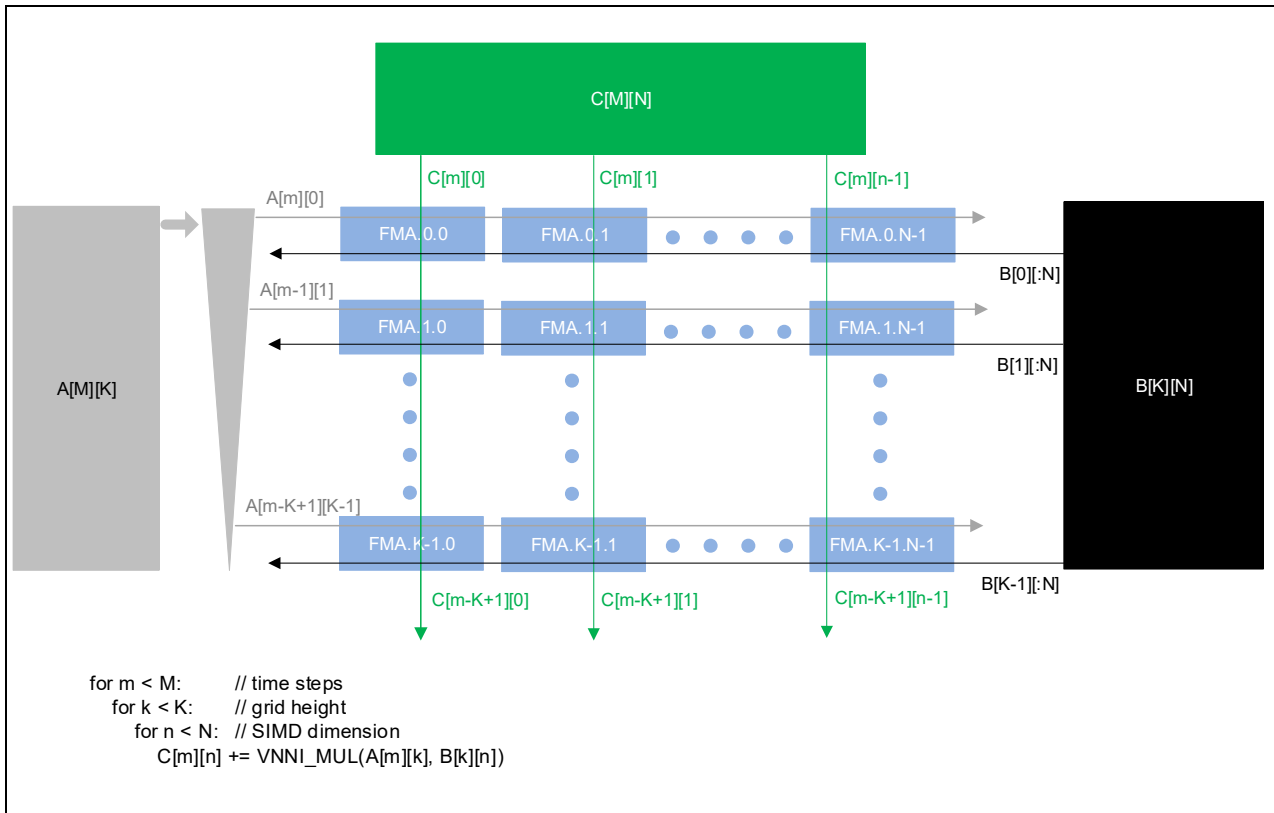 C[M][N]
C[m][0]
C[m][1]
C[m][n-1]
A[m][0]
FMA.0.0
FMA.0.1
FMA.0.N-1
B[0][:N]
A[m-1][1]
FMA.1.0
FMA.1.1
FMA.1.N-1
B[1][:N]
A[M][K]
B[K][N]
A[m-K+1][K-1]
FMA.K-1.0
FMA.K-1.1
FMA.K-1.N-1
B[K-1][:N]
C[m-K+1][0]
C[m-K+1][1]
C[m-K+1][n-1]
for m < M: // time steps
for k < K: // grid height
for n < N: // SIMD dimension
C[m][n] += VNNI_MUL(A[m][k], B[k][n])